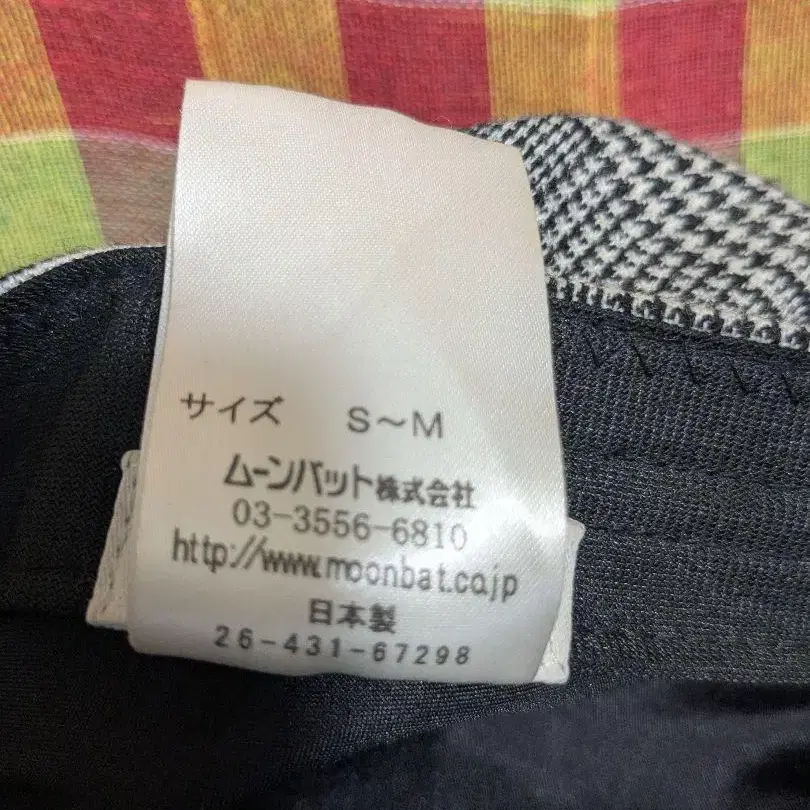 サイズ S～M
ムーンバット株式会社
03-3556-6810
http://www.moonbat.co.jp
日本製
26-431-67298